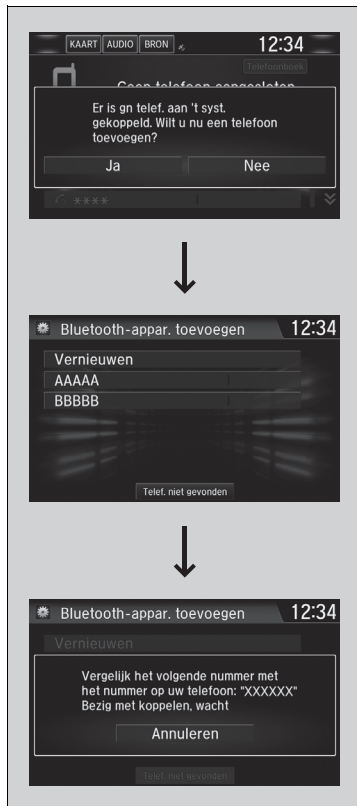 KAART AUDIO BRON 12:34
Telefoonboek
Geen telefoon aangesloten
Er is gn telef. aan 't syst.
gekoppeld. Wilt u nu een telefoon
toevoegen?
Ja Nee
****
Bluetooth-appar. toevoegen 12:34
Vernieuwen
AAAAA
BBBBB
Telef. niet gevonden
Bluetooth-appar. toevoegen 12:34
Vernieuwen
Vergelijk het volgende nummer met
het nummer op uw telefoon: "XXXXXX"
Bezig met koppelen, wacht
Annuleren
Telef. niet gevonden